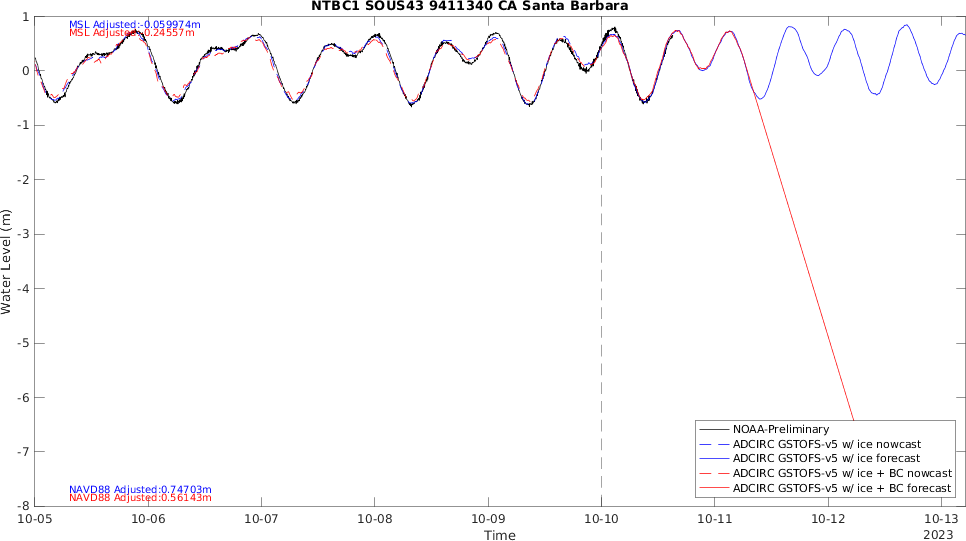 NTBC1 SOUS43 9411340 CA Santa Barbara
MSL Adjusted:-0.059974m
MSL Adjusted:-0.24557m
1
0
-1
-2
-3
-4
-5
-6
-7
-8
Water Level (m)
NOAA-Preliminary
ADCIRC GSTOFS-v5 w/ ice nowcast
ADCIRC GSTOFS-v5 w/ ice forecast
ADCIRC GSTOFS-v5 w/ ice + BC nowcast
ADCIRC GSTOFS-v5 w/ ice + BC forecast
NAVD88 Adjusted:0.74703m
NAVD88 Adjusted:0.56143m
10-05 10-06 10-07 10-08 10-09 10-10 10-11 10-12 10-13
Time
2023